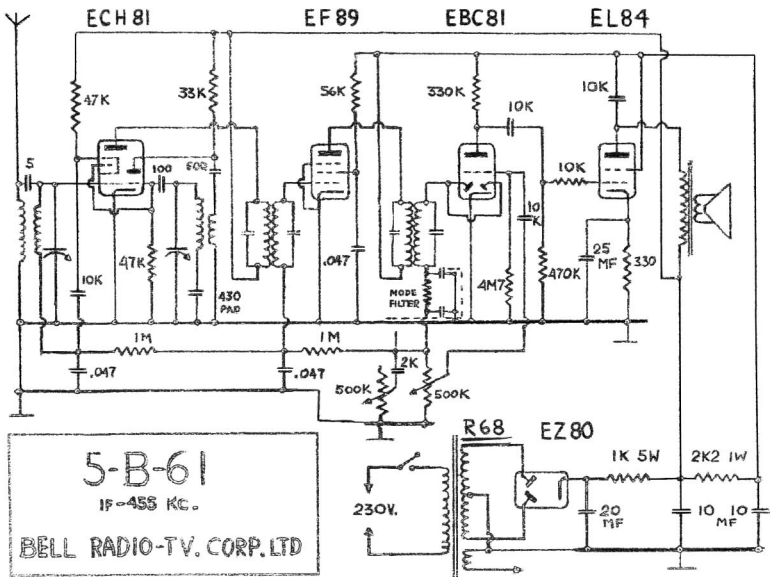 ECH81 EF89 EBC81 EL84
47K 33K 56K 330K 10K 10K
5 100 500 10K 10K
47K 10K 430 PAD .047 MODE FILTER 4M7 470K 25 MF 330
1M 1M
.047 .047 500K 2K 500K
5-B-61
IF-455 KC.
BELL RADIO-TV. CORP. LTD
230V. R68 EZ80 1K 5W 2K2 1W
20 MF 10 10 MF